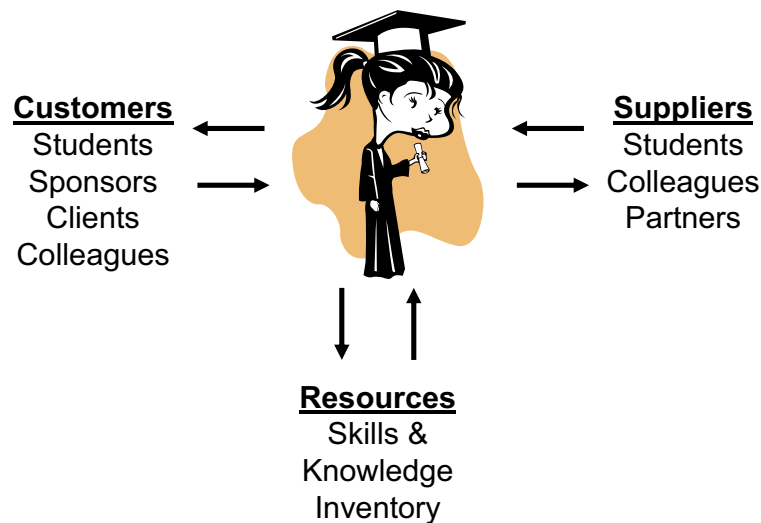 Customers
Students
Sponsors
Clients
Colleagues
Suppliers
Students
Colleagues
Partners
Resources
Skills &
Knowledge
Inventory